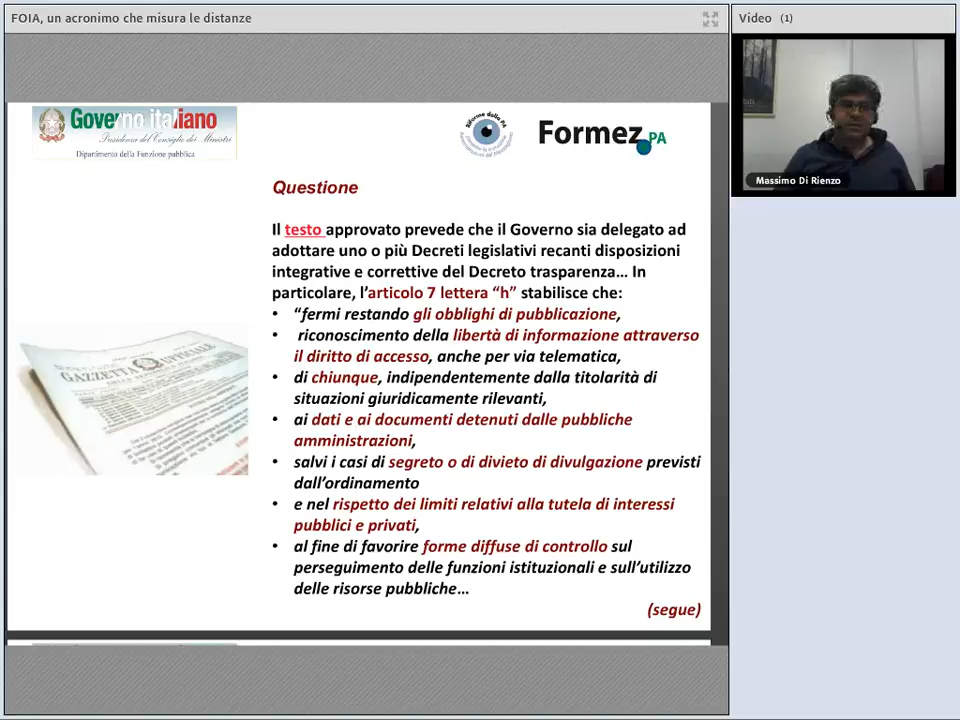 FOIA, un acronimo che misura le distanze
Video (1)
Massimo Di Rienzo
Governo italiano
Presidenza del Consiglio dei Ministri
Dipartimento della Funzione pubblica
Riforme della PA
Formez PA
Questione
Il testo approvato prevede che il Governo sia delegato ad
adottare uno o più Decreti legislativi recanti disposizioni
integrative e correttive del Decreto trasparenza… In
particolare, l’articolo 7 lettera “h” stabilisce che:
• “fermi restando gli obblighi di pubblicazione,
• riconoscimento della libertà di informazione attraverso
il diritto di accesso, anche per via telematica,
• di chiunque, indipendentemente dalla titolarità di
situazioni giuridicamente rilevanti,
• ai dati e ai documenti detenuti dalle pubbliche
amministrazioni,
• salvi i casi di segreto o di divieto di divulgazione previsti
dall’ordinamento
• e nel rispetto dei limiti relativi alla tutela di interessi
pubblici e privati,
• al fine di favorire forme diffuse di controllo sul
perseguimento delle funzioni istituzionali e sull’utilizzo
delle risorse pubbliche…
(segue)
GAZZETTA UFFICIALE